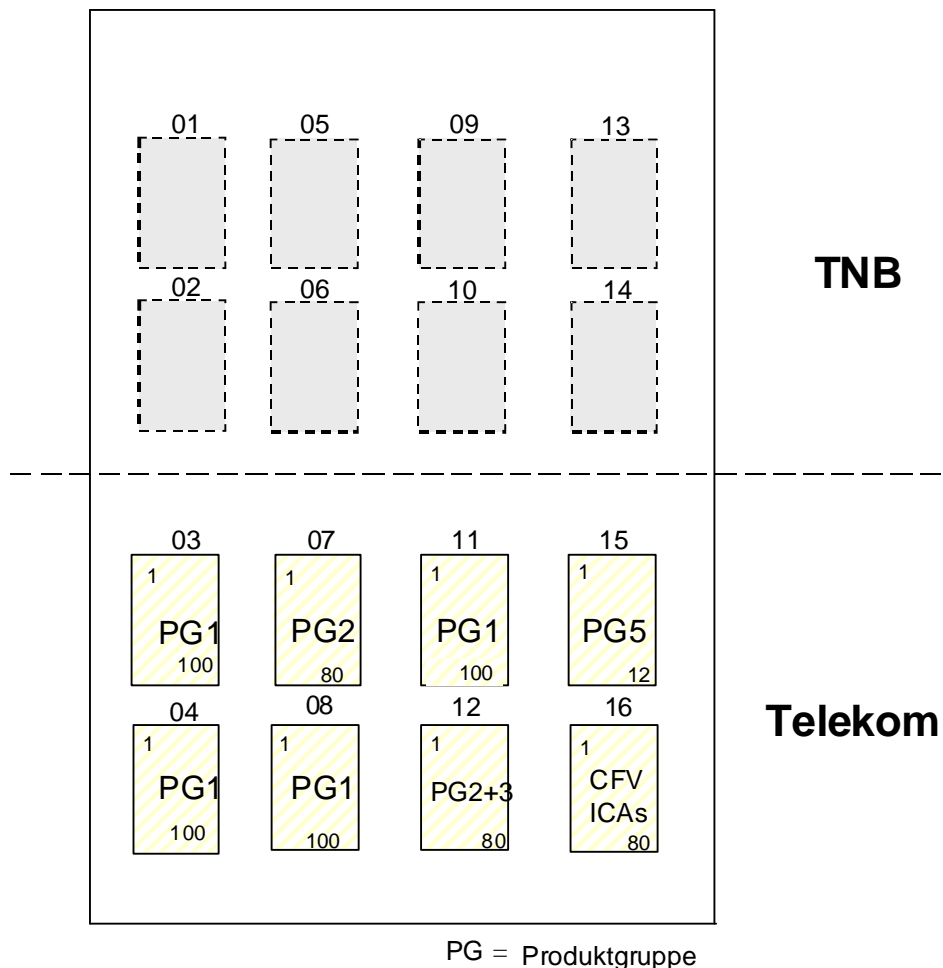 01 05 09 13
02 06 10 14
TNB
03 07 11 15
1 1 1 1
PG1 PG2 PG1 PG5
100 80 100 12
04 08 12 16
1 1 1 1
PG1 PG1 PG2+3 CFV
ICAs
100 100 80 80
Telekom
PG = Produktgruppe